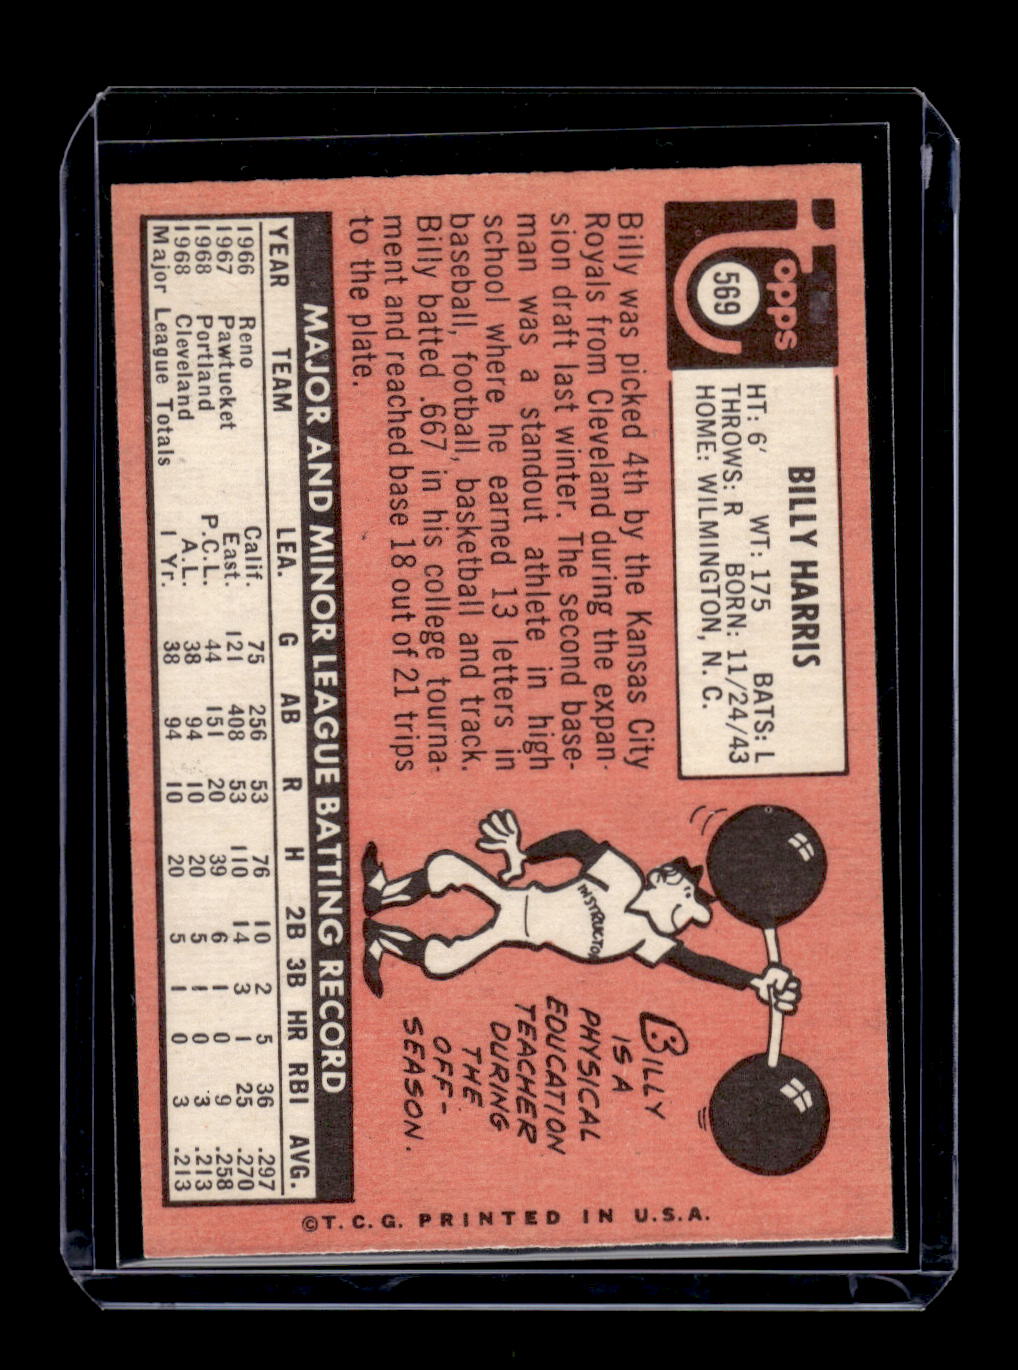 Topps
569
BILLY HARRIS
HT: 6' WT: 175 BATS: L
THROWS: R BORN: 11/24/43
HOME: WILMINGTON, N. C.
Billy was picked 4th by the Kansas City
Royals from Cleveland during the expan-
sion draft last winter. The second base-
man was a standout athlete in high
school where he earned 13 letters in
baseball, football, basketball and track.
Billy batted .667 in his college tourna-
ment and reached base 18 out of 21 trips
to the plate.
INSTRUCTO
BILLY
IS A
PHYSICAL
EDUCATION
TEACHER
DURING
THE
OFF-
SEASON.
MAJOR AND MINOR LEAGUE BATTING RECORD
YEAR TEAM LEA. G AB R H 2B 3B HR RBI AVG.
1966 Reno Calif. 75 256 53 76 10 2 5 36 .297
1967 Pawtucket East. 121 408 53 110 14 3 1 25 .270
1968 Portland P.C.L. 44 151 20 39 6 1 0 9 .258
1968 Cleveland A.L. 38 94 10 20 5 1 0 3 .213
Major League Totals 1 Yr. 38 94 10 20 5 1 0 3 .213
©T.C.G. PRINTED IN U.S.A.